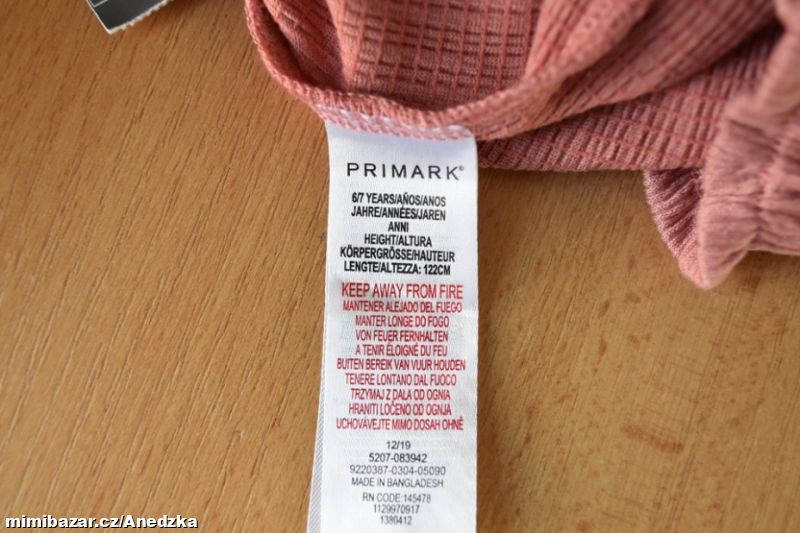 PRIMARK®
6/7 YEARS/AÑOS/ANOS
JAHRE/ANNÉES/JAREN
ANNI
HEIGHT/ALTURA
KÖRPERGRÖSSE/HAUTEUR
LENGTE/ALTEZZA: 122CM
KEEP AWAY FROM FIRE
MANTENER ALEJADO DEL FUEGO
MANTER LONGE DO FOGO
VON FEUER FERNHALTEN
A TENIR ÉLOIGNÉ DU FEU
BUITEN BEREIK VAN VUUR HOUDEN
TENERE LONTANO DAL FUOCO
TRZYMAJ Z DALA OD OGNIA
HRANITI LOČENO OD OGNJA
UCHOVÁVEJTE MIMO DOSAH OHNĚ
12/19
5207-083942
9220387-0304-05090
MADE IN BANGLADESH
RN CODE:145478
1129970917
1380412
mimibazar.cz/Anedzka